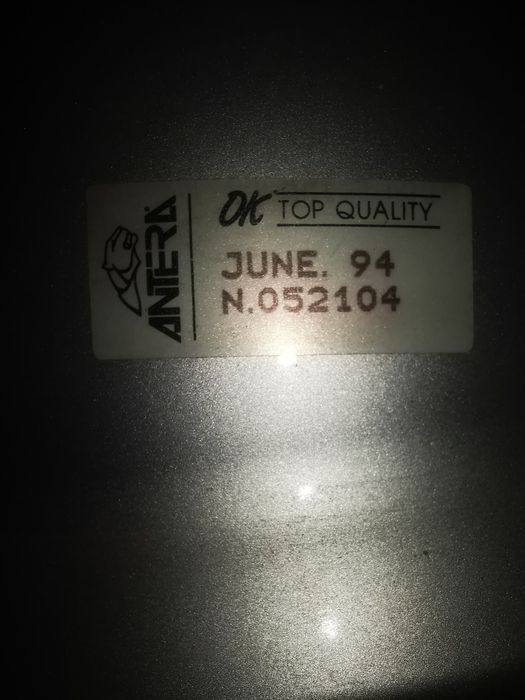 ANTERA®
OK TOP QUALITY
JUNE. 94
N.052104